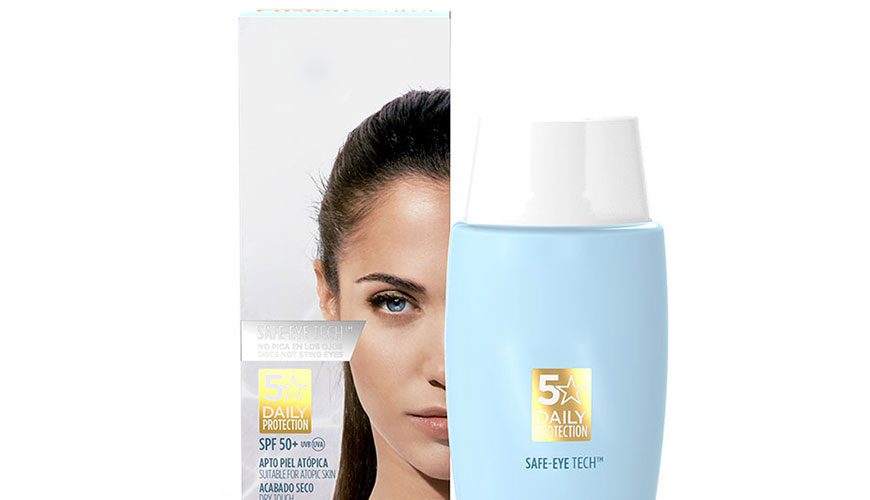 SAFE-EYE TECH™
NO PICA EN LOS OJOS
DOES NOT STING EYES
5
DAILY
PROTECTION
SPF 50+ UVB UVA
APTO PIEL ATÓPICA
SUITABLE FOR ATOPIC SKIN
ACABADO SECO
DRY TOUCH
5
DAILY
PROTECTION
SAFE-EYE TECH™